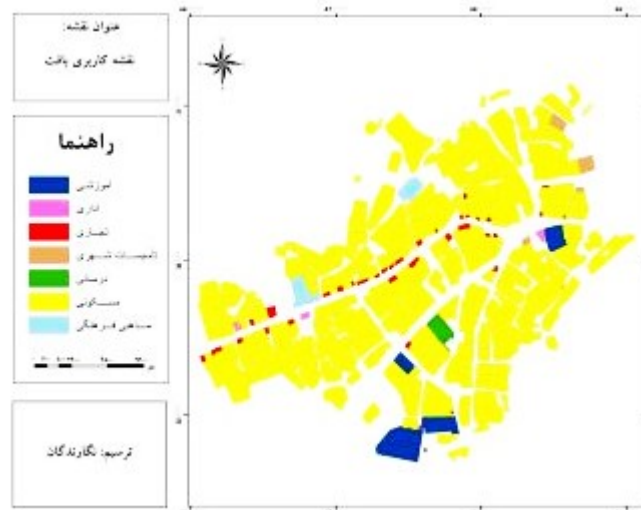 عنوان نقشه:
نقشه کاربری بافت
راهنما
آموزشی
اداری
تجاری
تاسیسات شهری
درمانی
مسکونی
مذهبی فرهنگی
ترسیم: نگارندگان